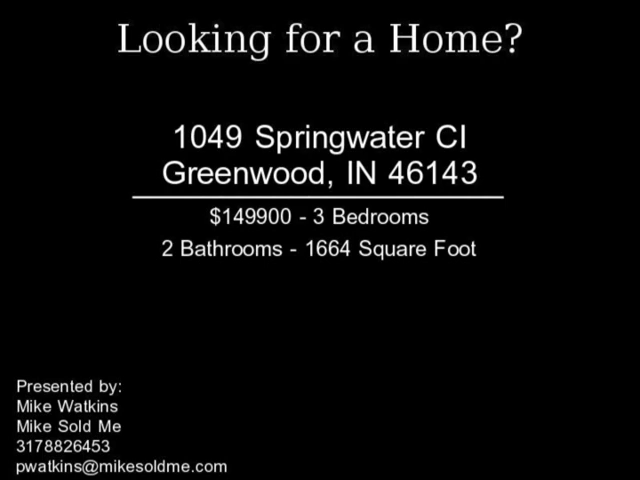 Looking for a Home?
1049 Springwater CI
Greenwood, IN 46143
$149900 - 3 Bedrooms
2 Bathrooms - 1664 Square Foot
Presented by:
Mike Watkins
Mike Sold Me
3178826453
pwatkins@mikesoldme.com